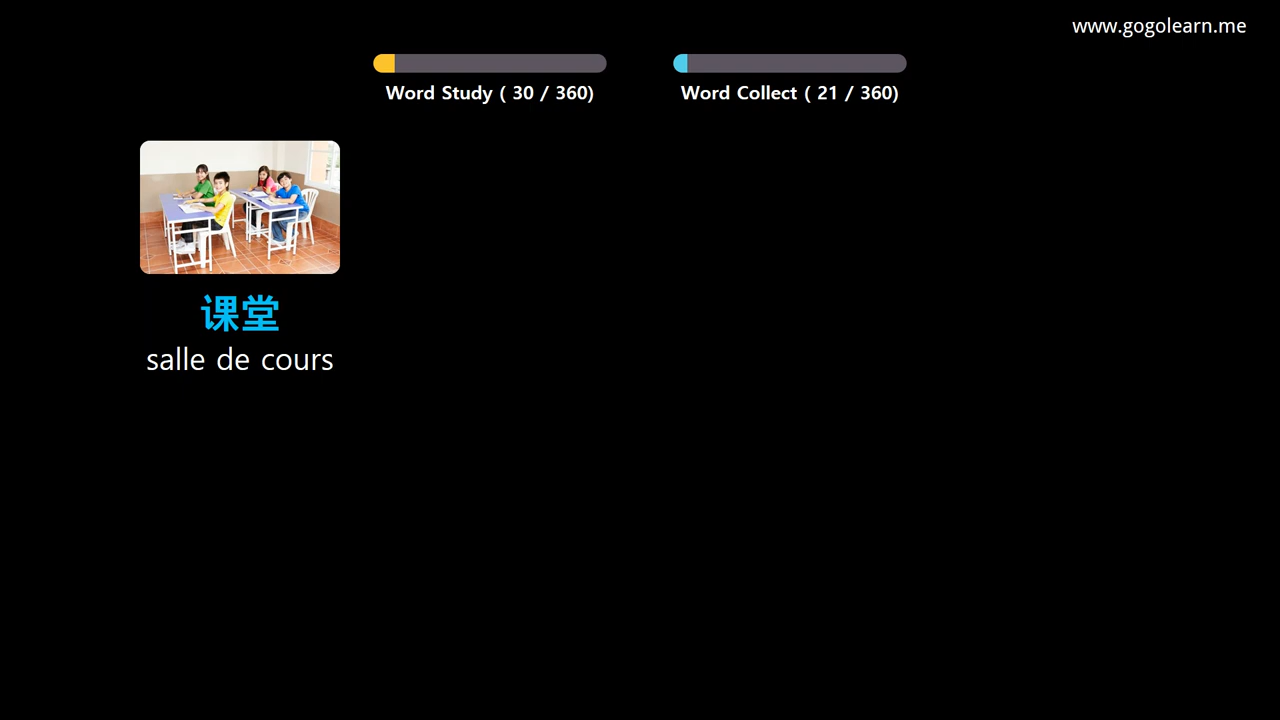 www.gogolearn.me
Word Study ( 30 / 360)
Word Collect ( 21 / 360)
课堂
salle de cours